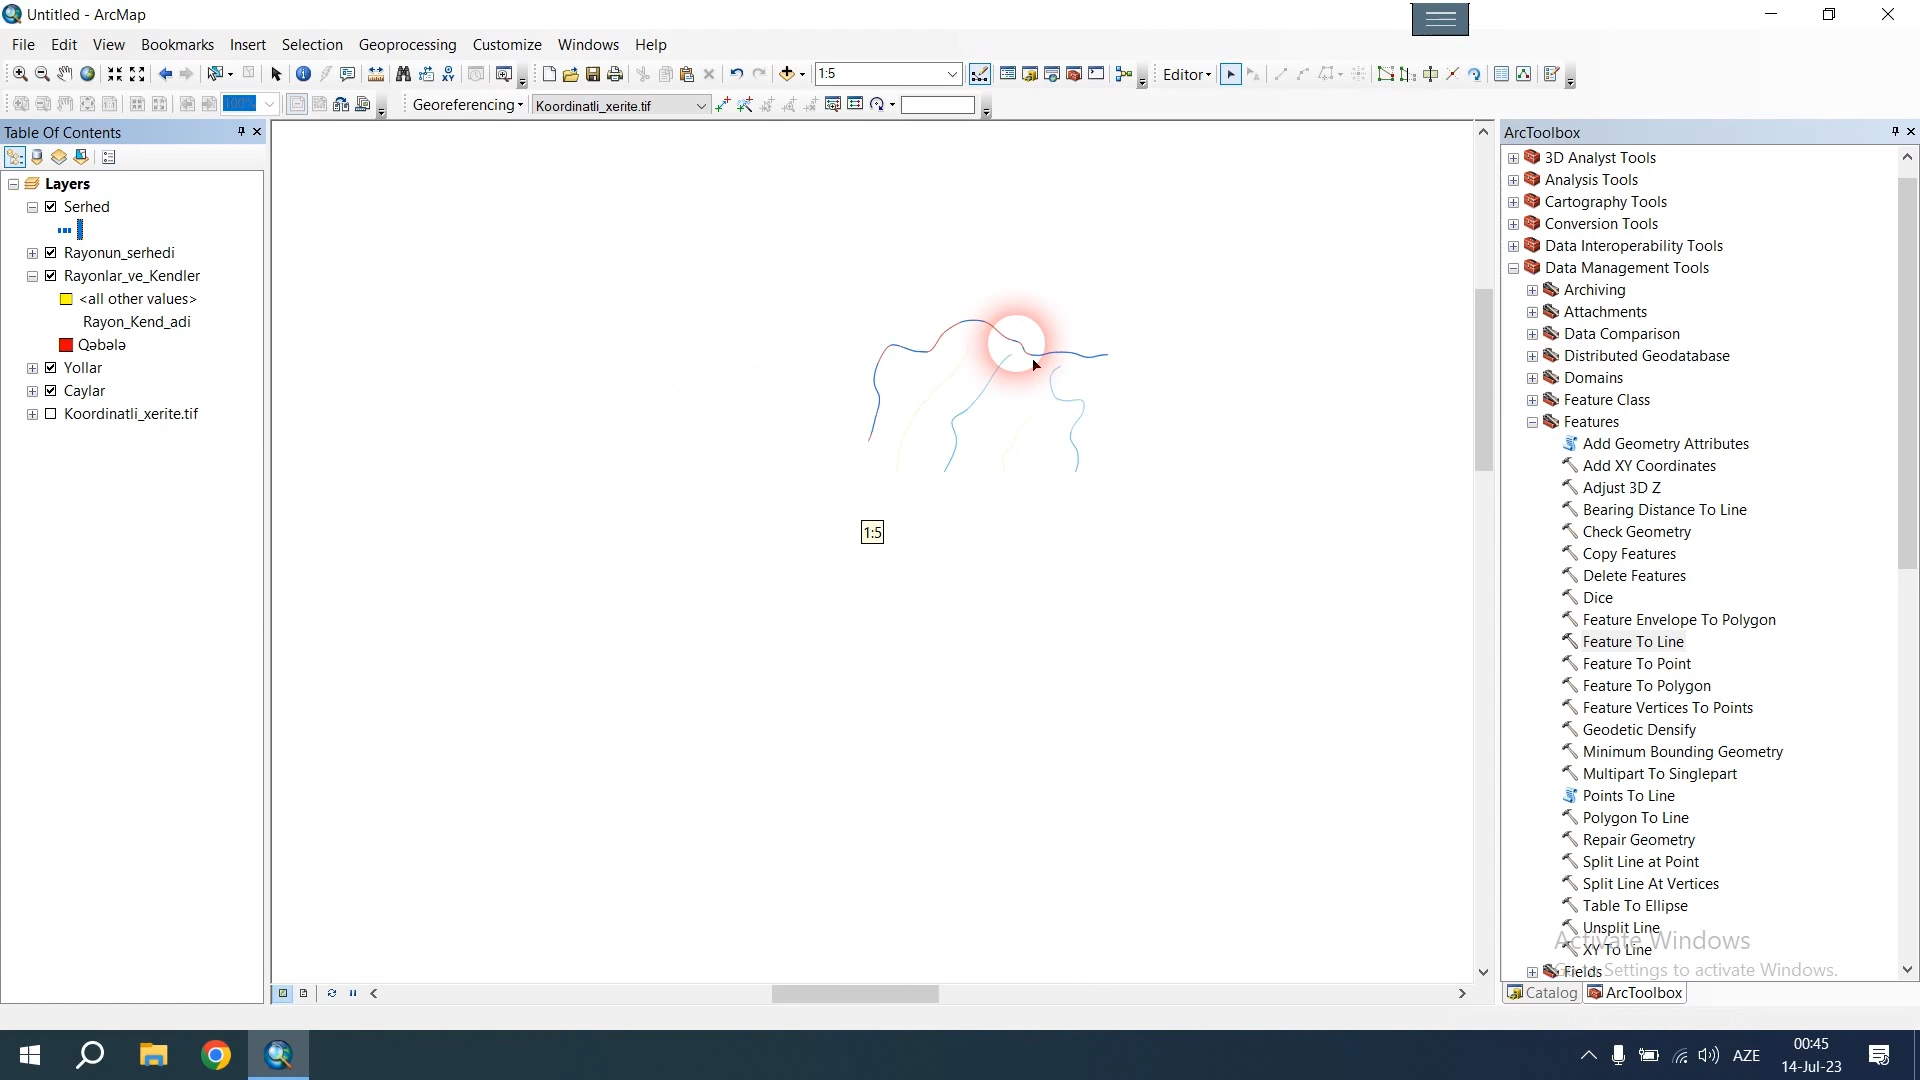 Untitled - ArcMap
File Edit View Bookmarks Insert Selection Geoprocessing Customize Windows Help
1:5
Editor
100%
Georeferencing
Koordinatli_xerite.tif
Table Of Contents
Layers
Serhed
Rayonun_serhedi
Rayonlar_ve_Kendler
<all other values>
Rayon_Kend_adi
Qəbələ
Yollar
Caylar
Koordinatli_xerite.tif
1:5
ArcToolbox
3D Analyst Tools
Analysis Tools
Cartography Tools
Conversion Tools
Data Interoperability Tools
Data Management Tools
Archiving
Attachments
Data Comparison
Distributed Geodatabase
Domains
Feature Class
Features
Add Geometry Attributes
Add XY Coordinates
Adjust 3D Z
Bearing Distance To Line
Check Geometry
Copy Features
Delete Features
Dice
Feature Envelope To Polygon
Feature To Line
Feature To Point
Feature To Polygon
Feature Vertices To Points
Geodetic Densify
Minimum Bounding Geometry
Multipart To Singlepart
Points To Line
Polygon To Line
Repair Geometry
Split Line at Point
Split Line At Vertices
Table To Ellipse
Unsplit Line
XY To Line
Fields
Activate Windows
Go to Settings to activate Windows.
Catalog ArcToolbox
AZE
00:45
14-Jul-23